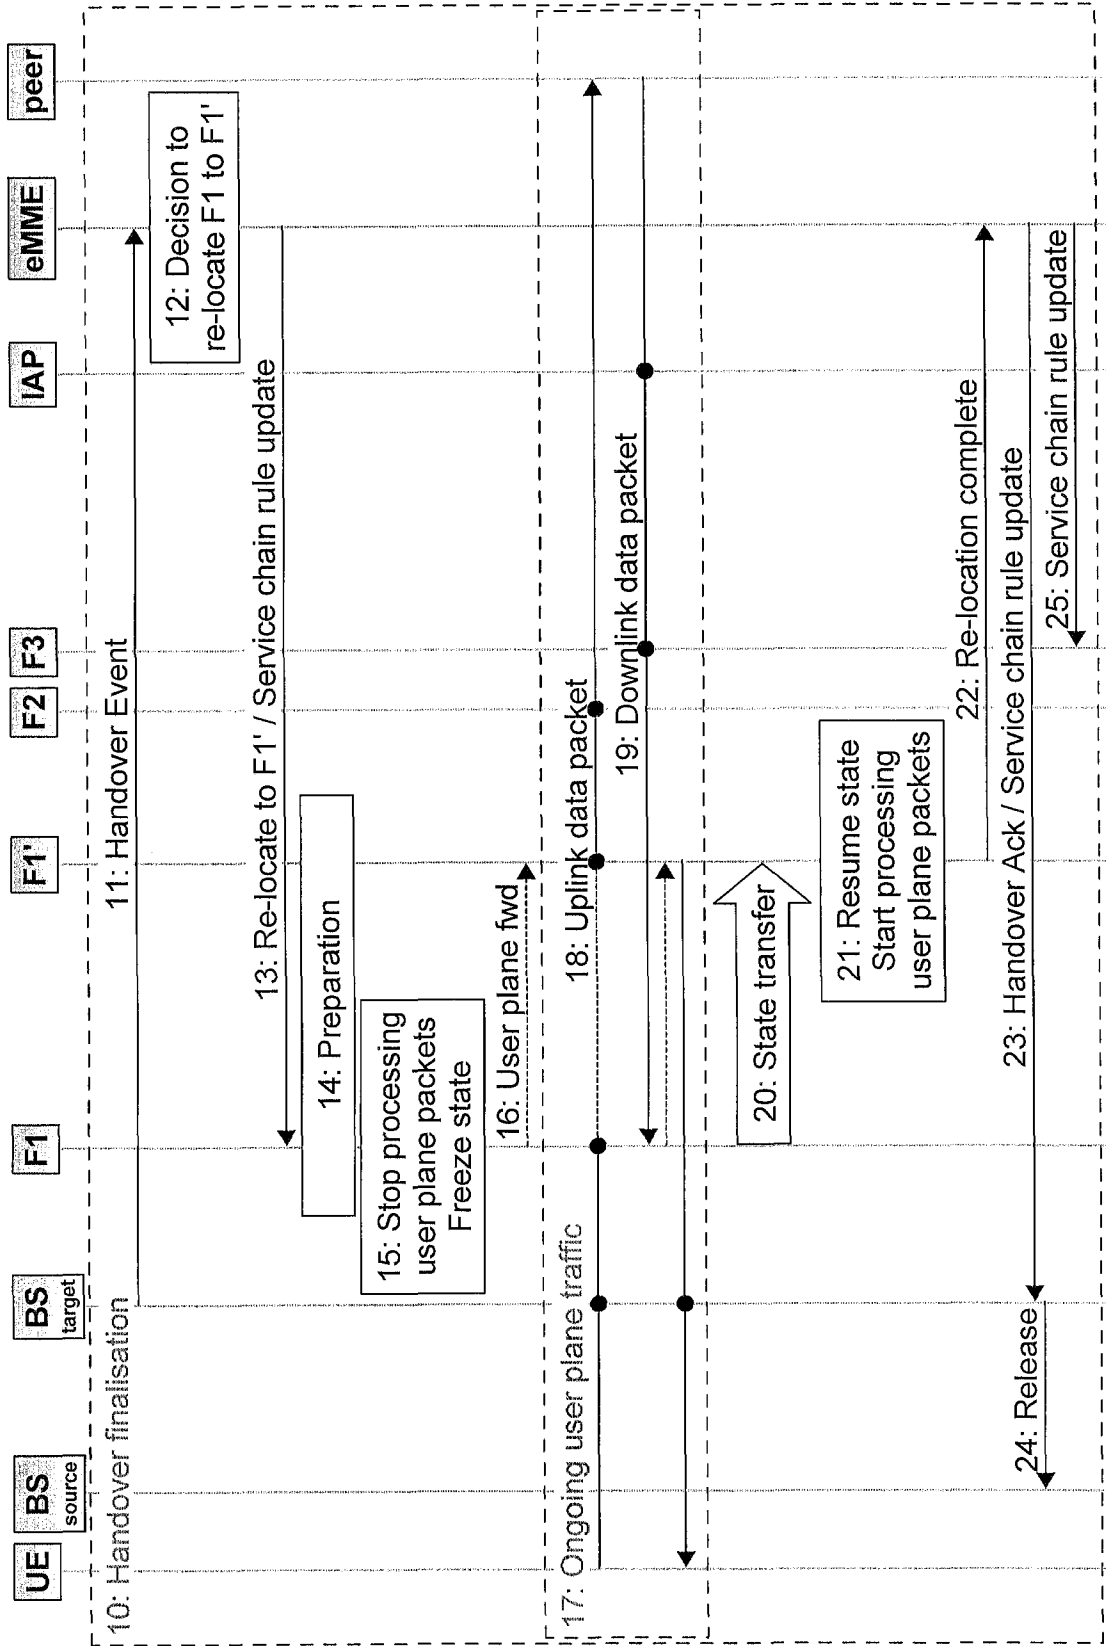 UE
BS
source
BS
target
F1
F1'
F2
F3
IAP
eMME
peer
10: Handover finalisation
11: Handover Event
12: Decision to
re-locate F1 to F1'
13: Re-locate to F1' / Service chain rule update
14: Preparation
15: Stop processing
user plane packets
Freeze state
16: User plane fwd
17: Ongoing user plane traffic
18: Uplink data packet
19: Downlink data packet
20: State transfer
21: Resume state
Start processing
user plane packets
22: Re-location complete
23: Handover Ack / Service chain rule update
24: Release
25: Service chain rule update